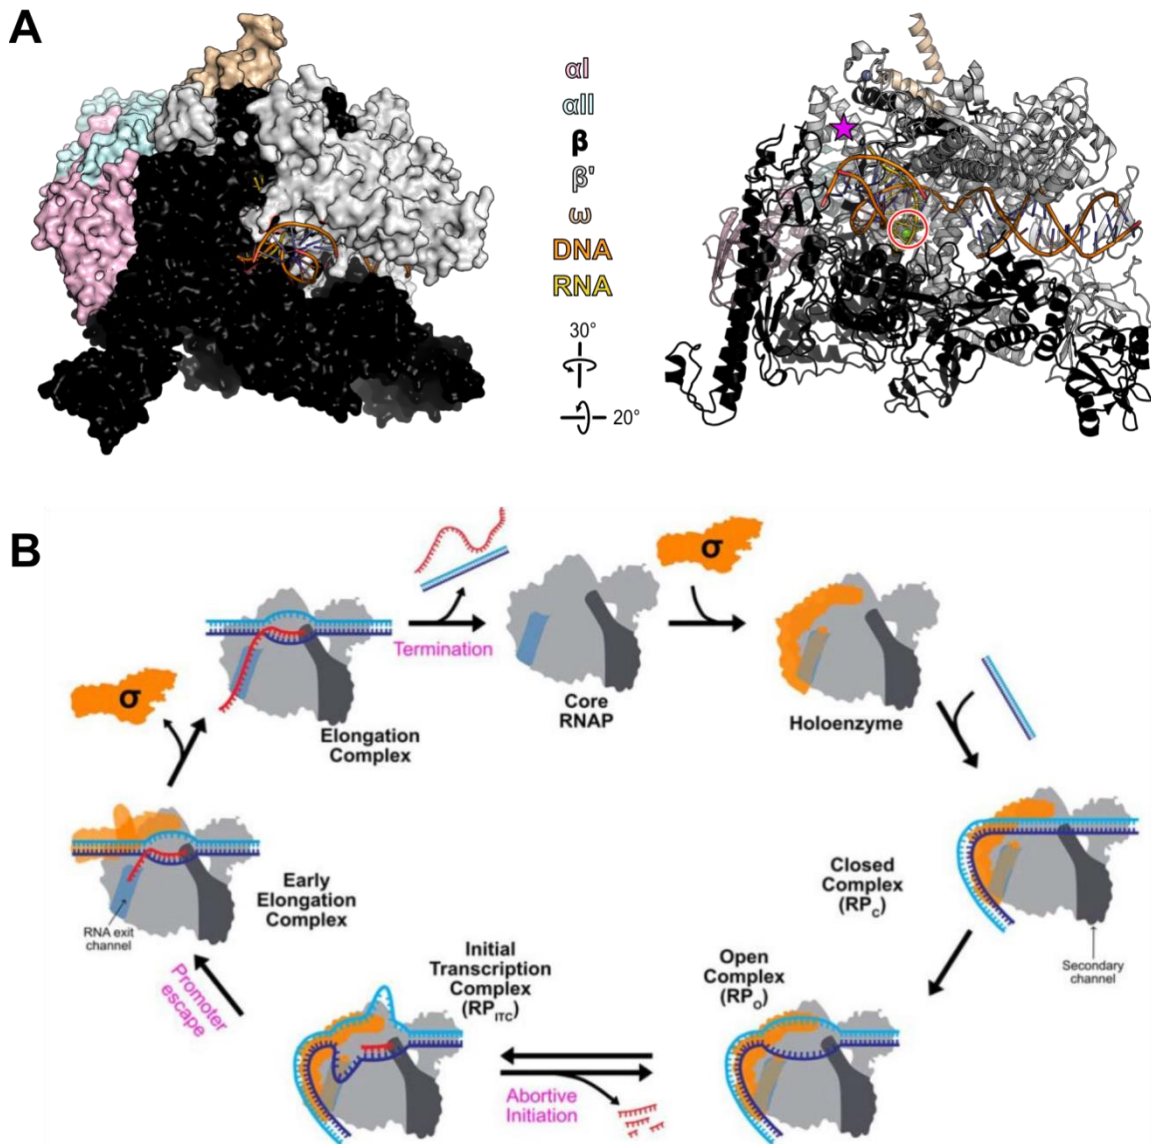 A
αI
αII
β
β'
ω
DNA
RNA
30°
20°
B
σ
Termination
Core
RNAP
σ
Holoenzyme
Elongation
Complex
Closed
Complex
(RPC)
Secondary
channel
Early
Elongation
Complex
RNA exit
channel
Promoter
escape
Initial
Transcription
Complex
(RPITC)
Abortive
Initiation
Open
Complex
(RPO)